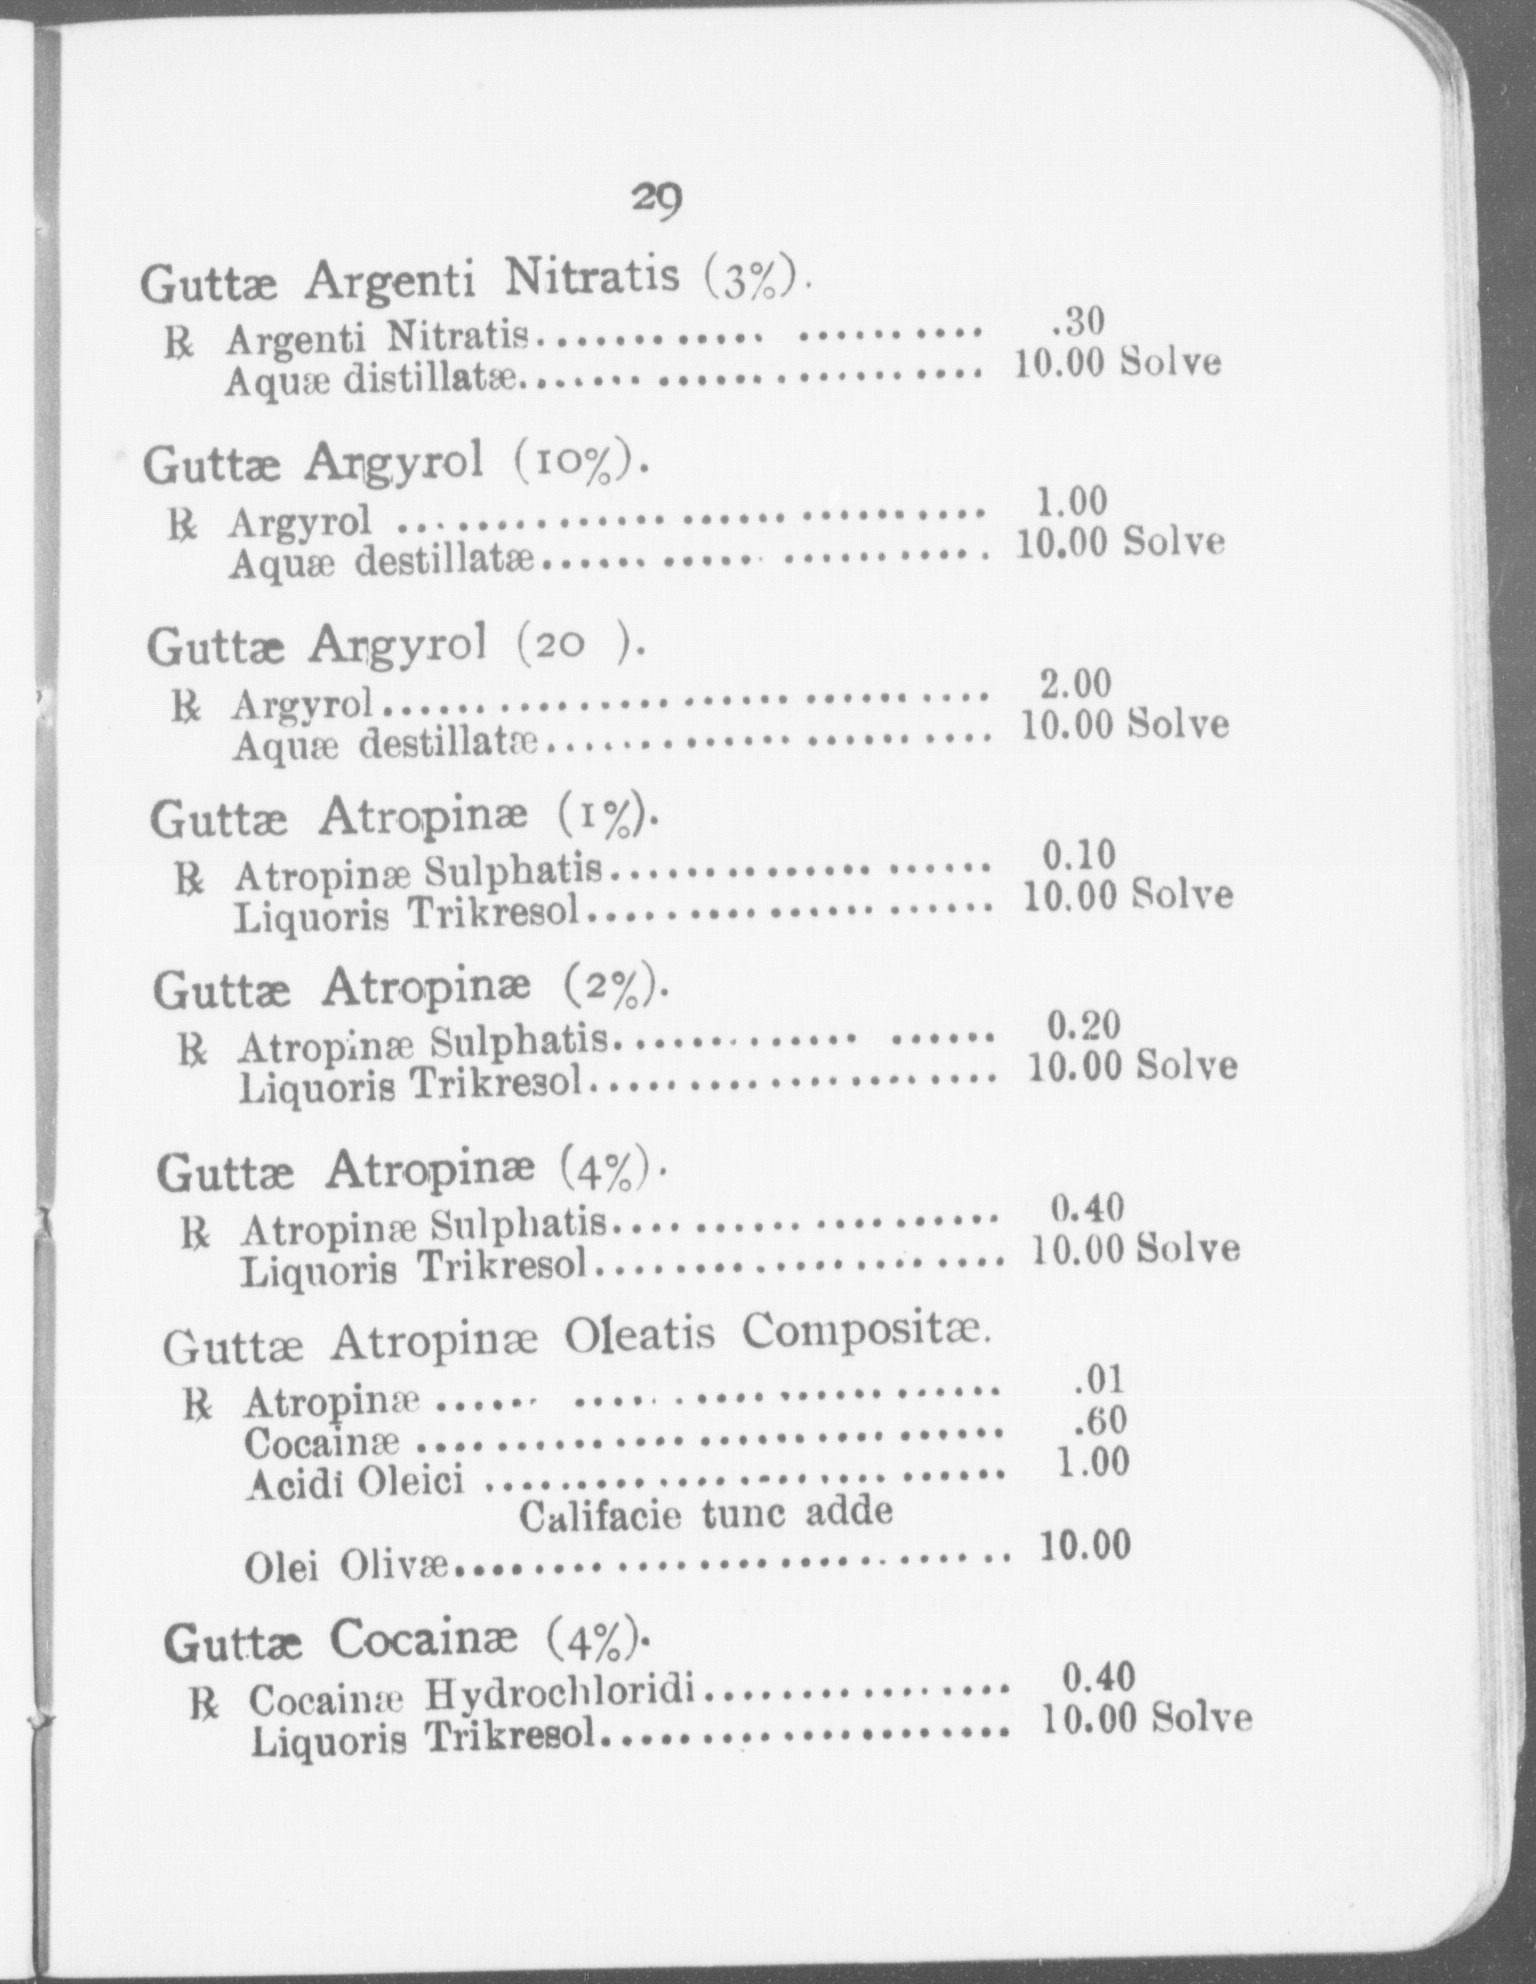 29
Guttæ Argenti Nitratis (3%).
℞ Argenti Nitratis...................... .30
Aquæ distillatæ...................... 10.00 Solve
Guttæ Argyrol (10%).
℞ Argyrol ............................ 1.00
Aquæ destillatæ...................... 10.00 Solve
Guttæ Argyrol (20 ).
℞ Argyrol............................ 2.00
Aquæ destillatæ...................... 10.00 Solve
Guttæ Atropinæ (1%).
℞ Atropinæ Sulphatis................... 0.10
Liquoris Trikresol.................... 10.00 Solve
Guttæ Atropinæ (2%).
℞ Atropinæ Sulphatis................... 0.20
Liquoris Trikresol.................... 10.00 Solve
Guttæ Atropinæ (4%).
℞ Atropinæ Sulphatis................... 0.40
Liquoris Trikresol.................... 10.00 Solve
Guttæ Atropinæ Oleatis Compositæ.
℞ Atropinæ ........................... .01
Cocainæ ............................. .60
Acidi Oleici .......................... 1.00
Califacie tunc adde
Olei Olivæ............................ 10.00
Guttæ Cocainæ (4%).
℞ Cocainæ Hydrochloridi................ 0.40
Liquoris Trikresol..................... 10.00 Solve